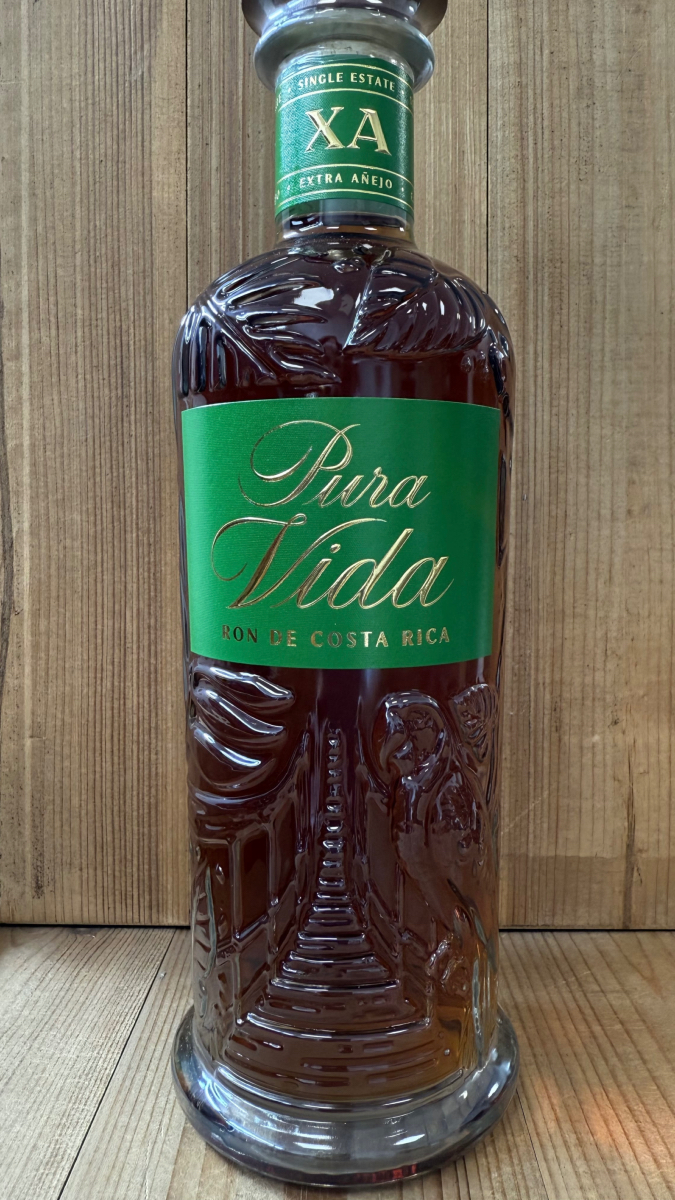 SINGLE ESTATE
XA
EXTRA AÑEJO
Pura
Vida
RON DE COSTA RICA